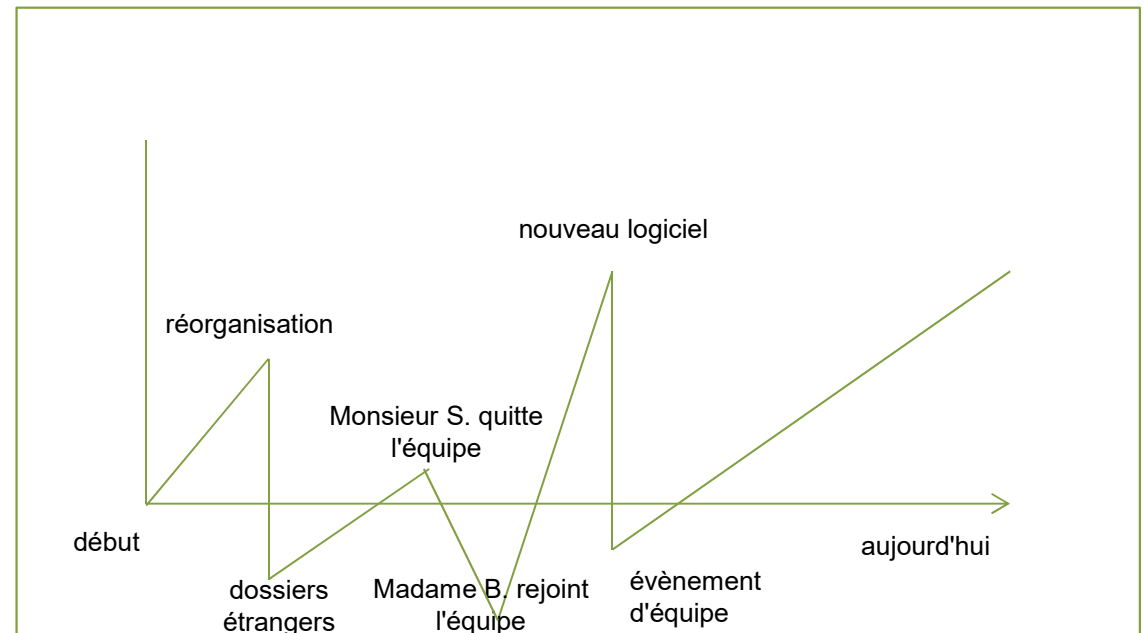 nouveau logiciel
réorganisation
Monsieur S. quitte
l'équipe
début
aujourd'hui
dossiers
étrangers
Madame B. rejoint
l'équipe
évènement
d'équipe